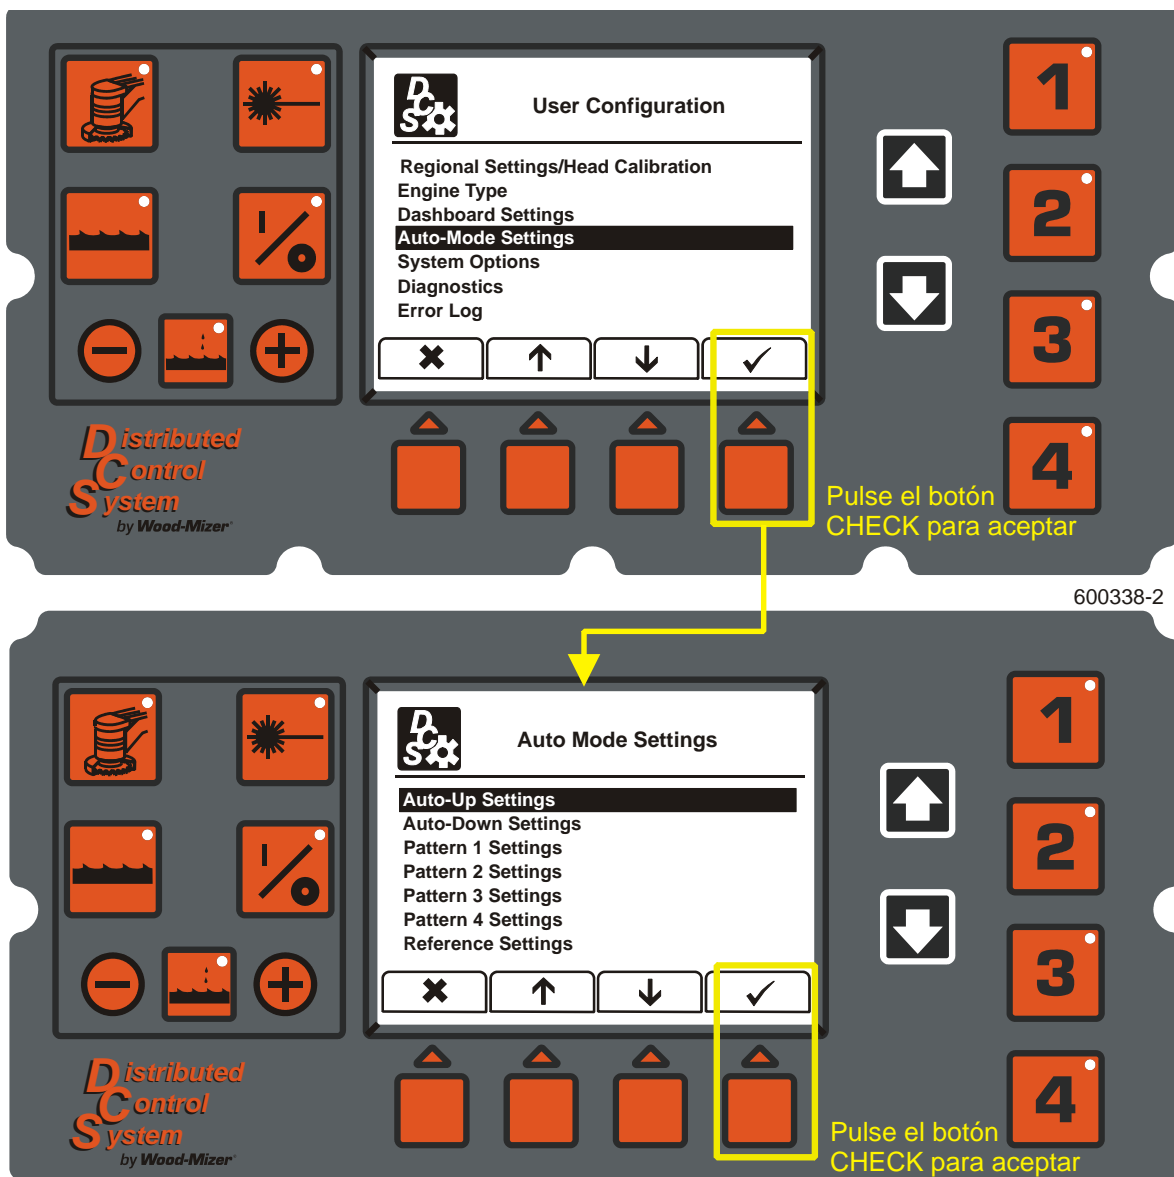 User Configuration
Regional Settings/Head Calibration
Engine Type
Dashboard Settings
Auto-Mode Settings
System Options
Diagnostics
Error Log
DCS
1
2
3
4
Distributed
Control
System
by Wood-Mizer®
Pulse el botón
CHECK para aceptar
600338-2
DCS
Auto Mode Settings
Auto-Up Settings
Auto-Down Settings
Pattern 1 Settings
Pattern 2 Settings
Pattern 3 Settings
Pattern 4 Settings
Reference Settings
1
2
3
4
Distributed
Control
System
by Wood-Mizer®
Pulse el botón
CHECK para aceptar